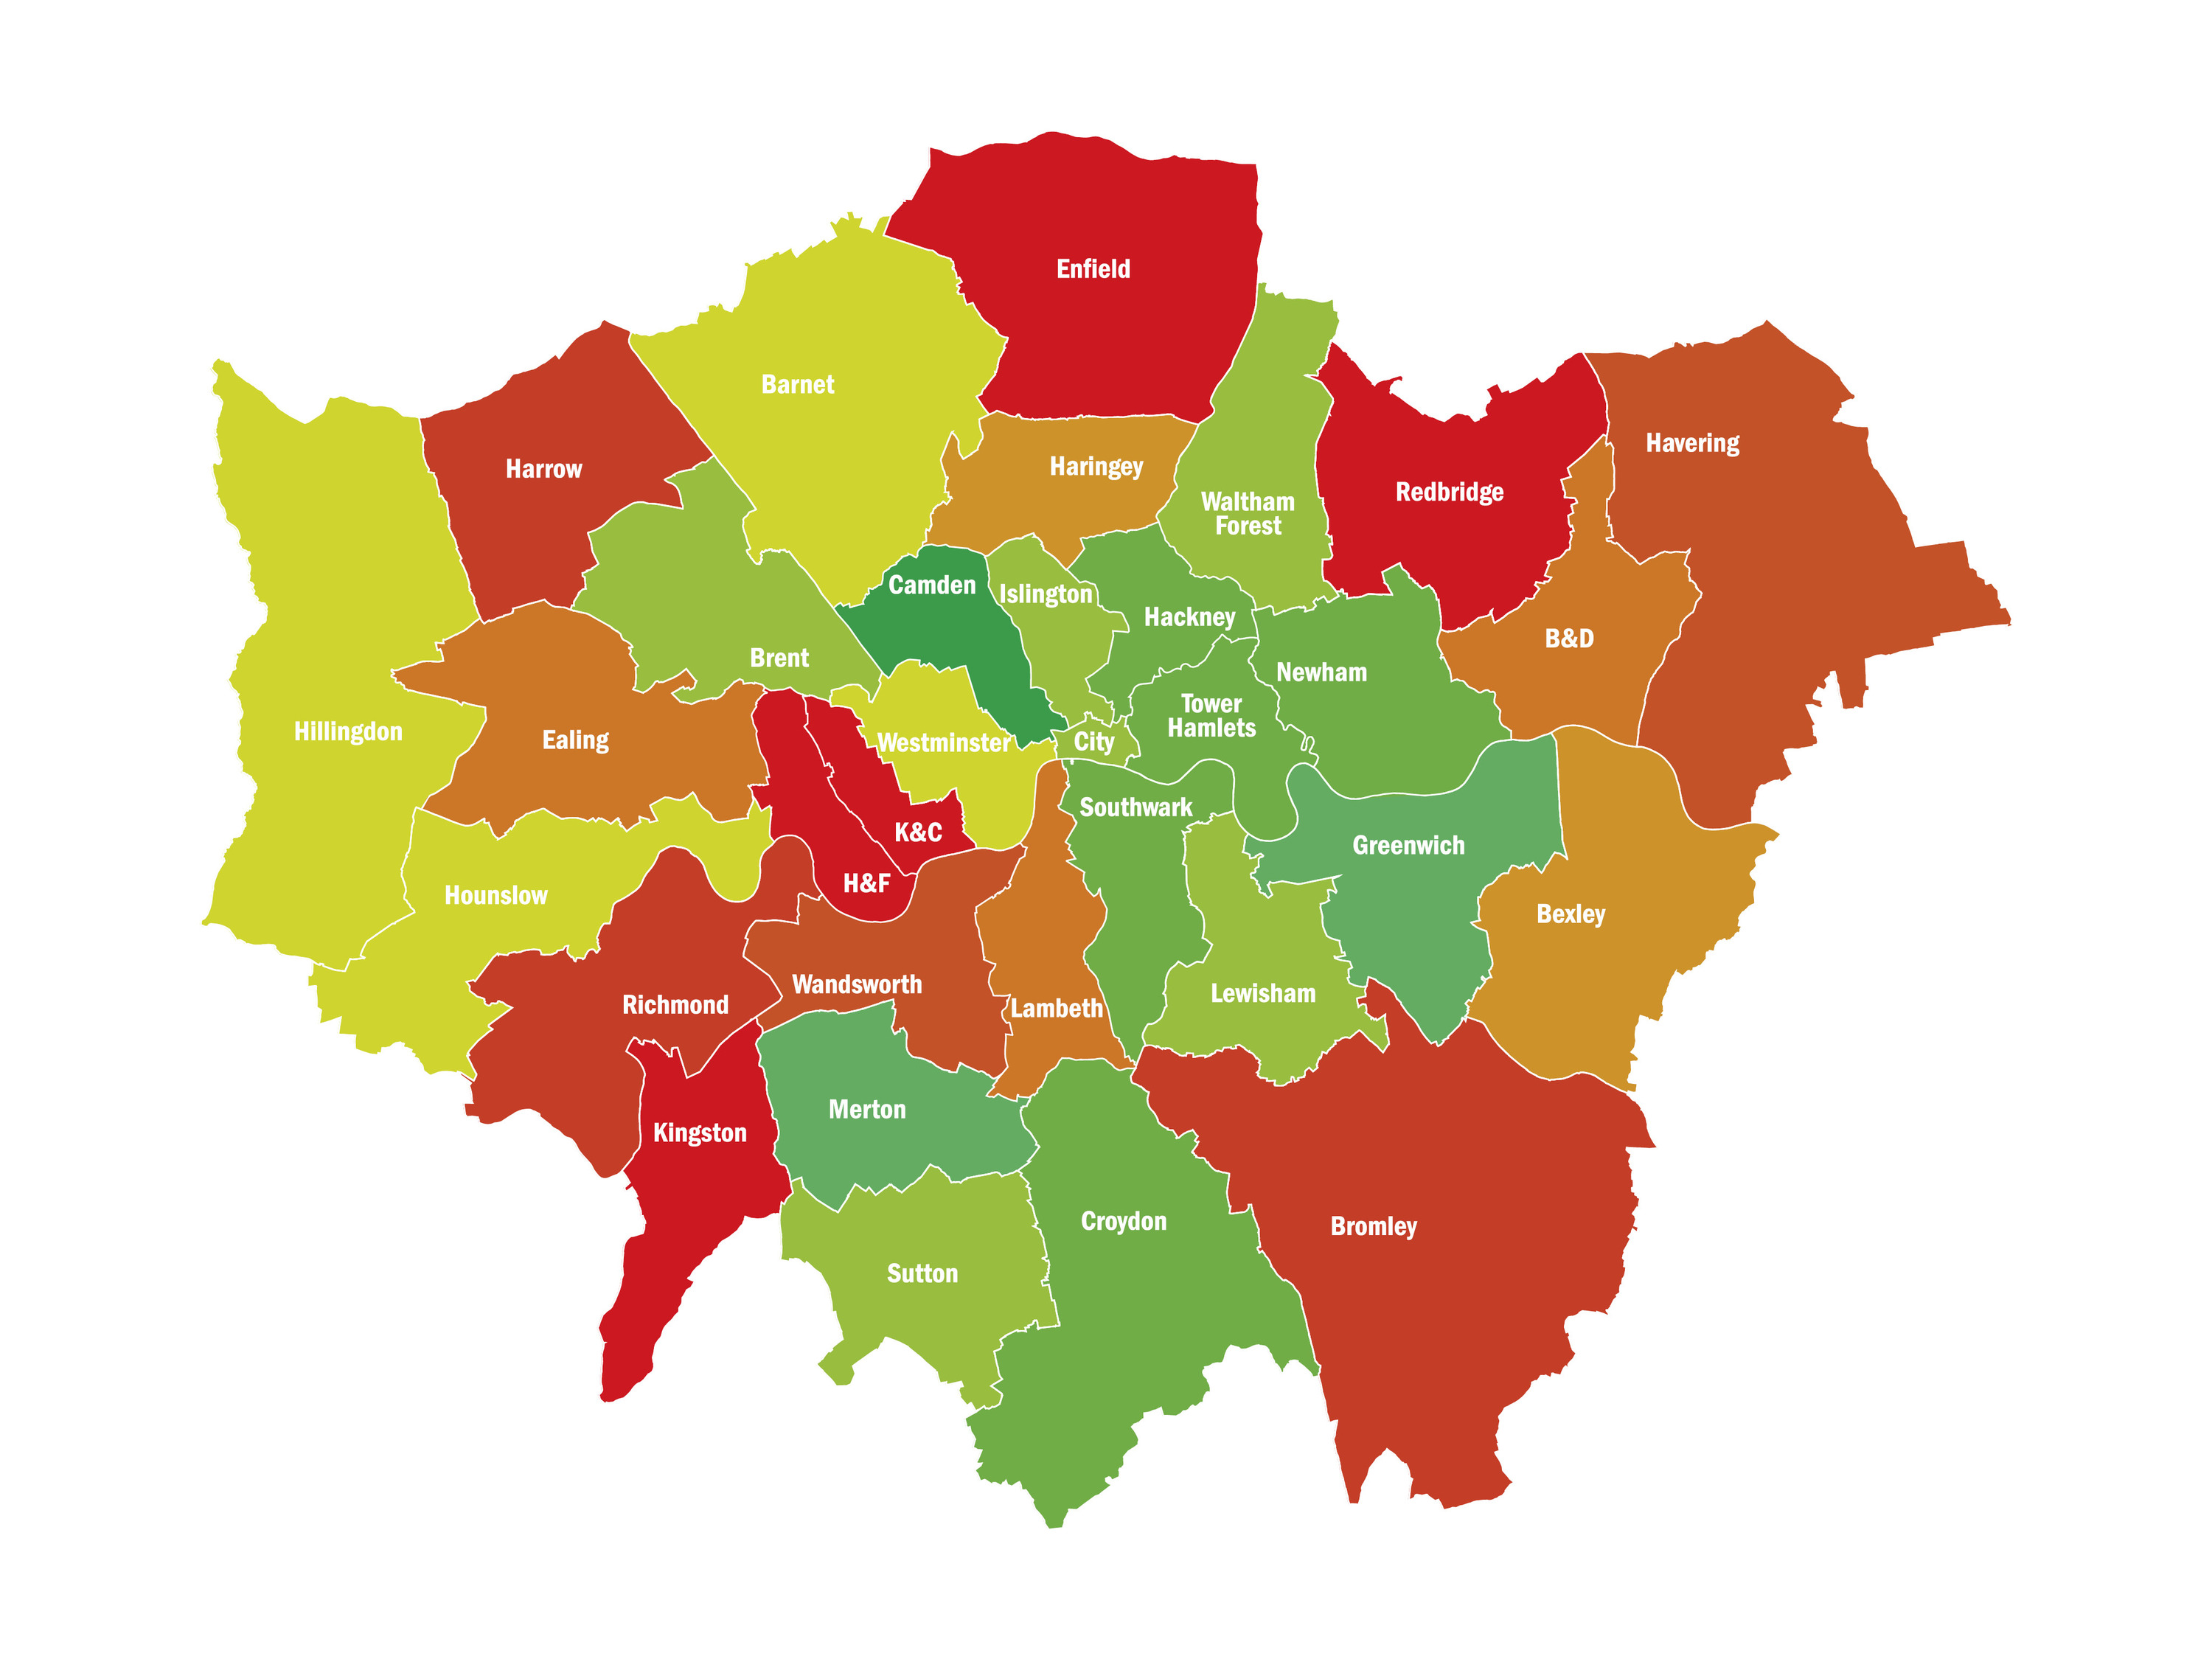 Enfield
Barnet
Havering
Haringey
Harrow
Redbridge
Waltham
Forest
Camden
Islington
Hackney
B&D
Brent
Newham
Tower
Hamlets
Hillingdon
Ealing
Westminster
City
Southwark
K&C
Greenwich
H&F
Hounslow
Bexley
Wandsworth
Lewisham
Richmond
Lambeth
Merton
Kingston
Croydon
Bromley
Sutton